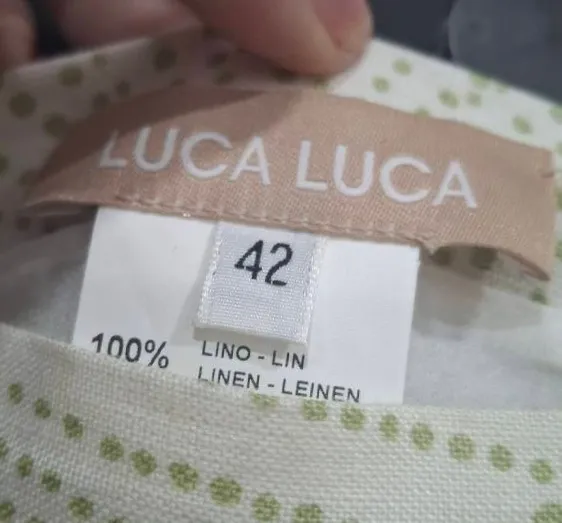 LUCA LUCA
42
100% LINO - LIN
LINEN - LEINEN